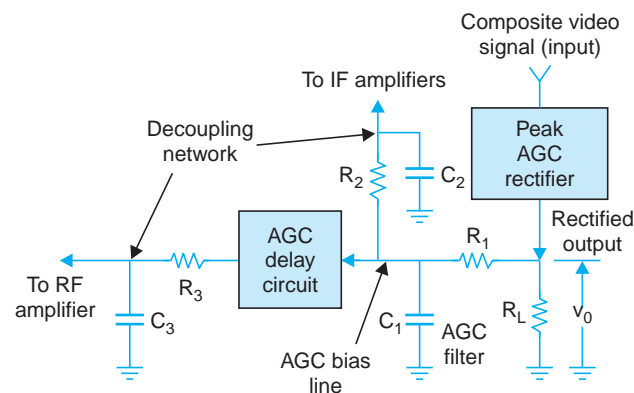 Composite video
signal (input)
To IF amplifiers
Decoupling
network
Peak
AGC
rectifier
R2
C2
Rectified
output
AGC
delay
circuit
R1
To RF
amplifier
R3
C3
C1
AGC
filter
RL
v0
AGC bias
line